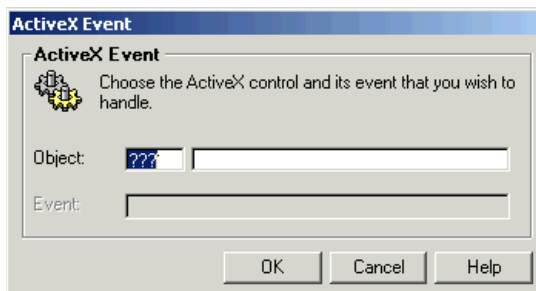 ActiveX Event
ActiveX Event
Choose the ActiveX control and its event that you wish to
handle.
Object: ???
Event:
OK Cancel Help